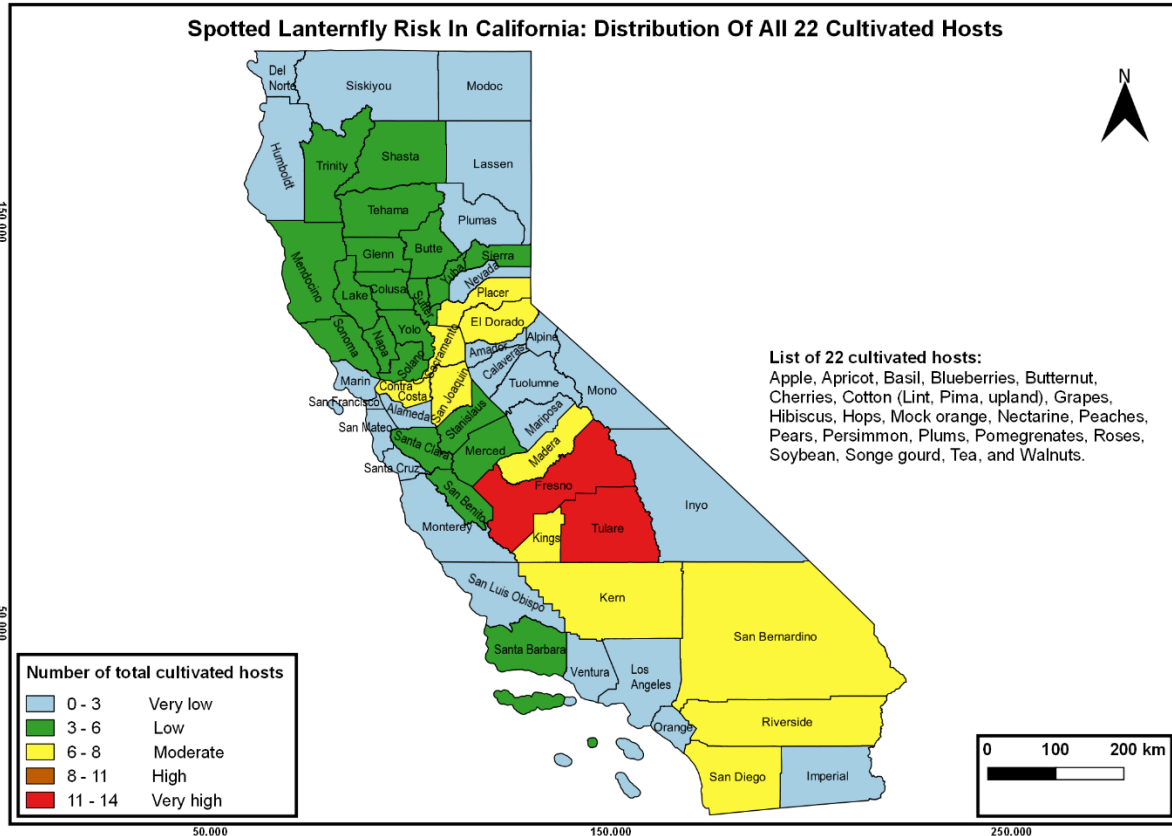 Spotted Lanternfly Risk In California: Distribution Of All 22 Cultivated Hosts
N
Del
Norte
Siskiyou
Modoc
Humboldt
Trinity
Shasta
Lassen
Tehama
Plumas
Mendocino
Glenn
Butte
Sierra
Yuba
Nevada
Lake
Colusa
Sutter
Placer
El Dorado
Sonoma
Napa
Yolo
Solano
Sacramento
Amador
Alpine
Calaveras
Marin
Contra
Costa
San Joaquin
Tuolumne
Mono
San Francisco
Alameda
San Mateo
Stanislaus
Mariposa
Santa Clara
Merced
Madera
Santa Cruz
San Benito
Fresno
Monterey
Kings
Tulare
Inyo
San Luis Obispo
Kern
San Bernardino
Santa Barbara
Ventura
Los
Angeles
Orange
Riverside
San Diego
Imperial
List of 22 cultivated hosts:
Apple, Apricot, Basil, Blueberries, Butternut,
Cherries, Cotton (Lint, Pima, upland), Grapes,
Hibiscus, Hops, Mock orange, Nectarine, Peaches,
Pears, Persimmon, Plums, Pomegrenates, Roses,
Soybean, Songe gourd, Tea, and Walnuts.
Number of total cultivated hosts
0 - 3 Very low
3 - 6 Low
6 - 8 Moderate
8 - 11 High
11 - 14 Very high
0 100 200 km
150.000
50.000
50.000 150.000 250.000